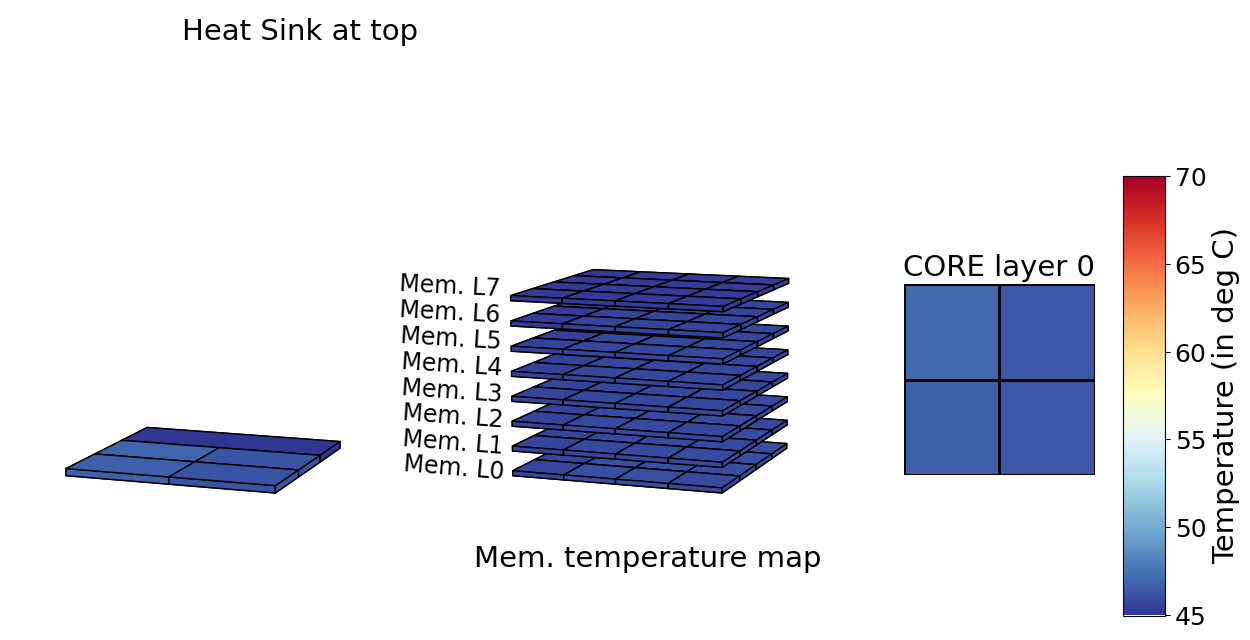 Heat Sink at top
Mem. L7
Mem. L6
Mem. L5
Mem. L4
Mem. L3
Mem. L2
Mem. L1
Mem. L0
Mem. temperature map
CORE layer 0
70
65
60
55
50
45
Temperature (in deg C)